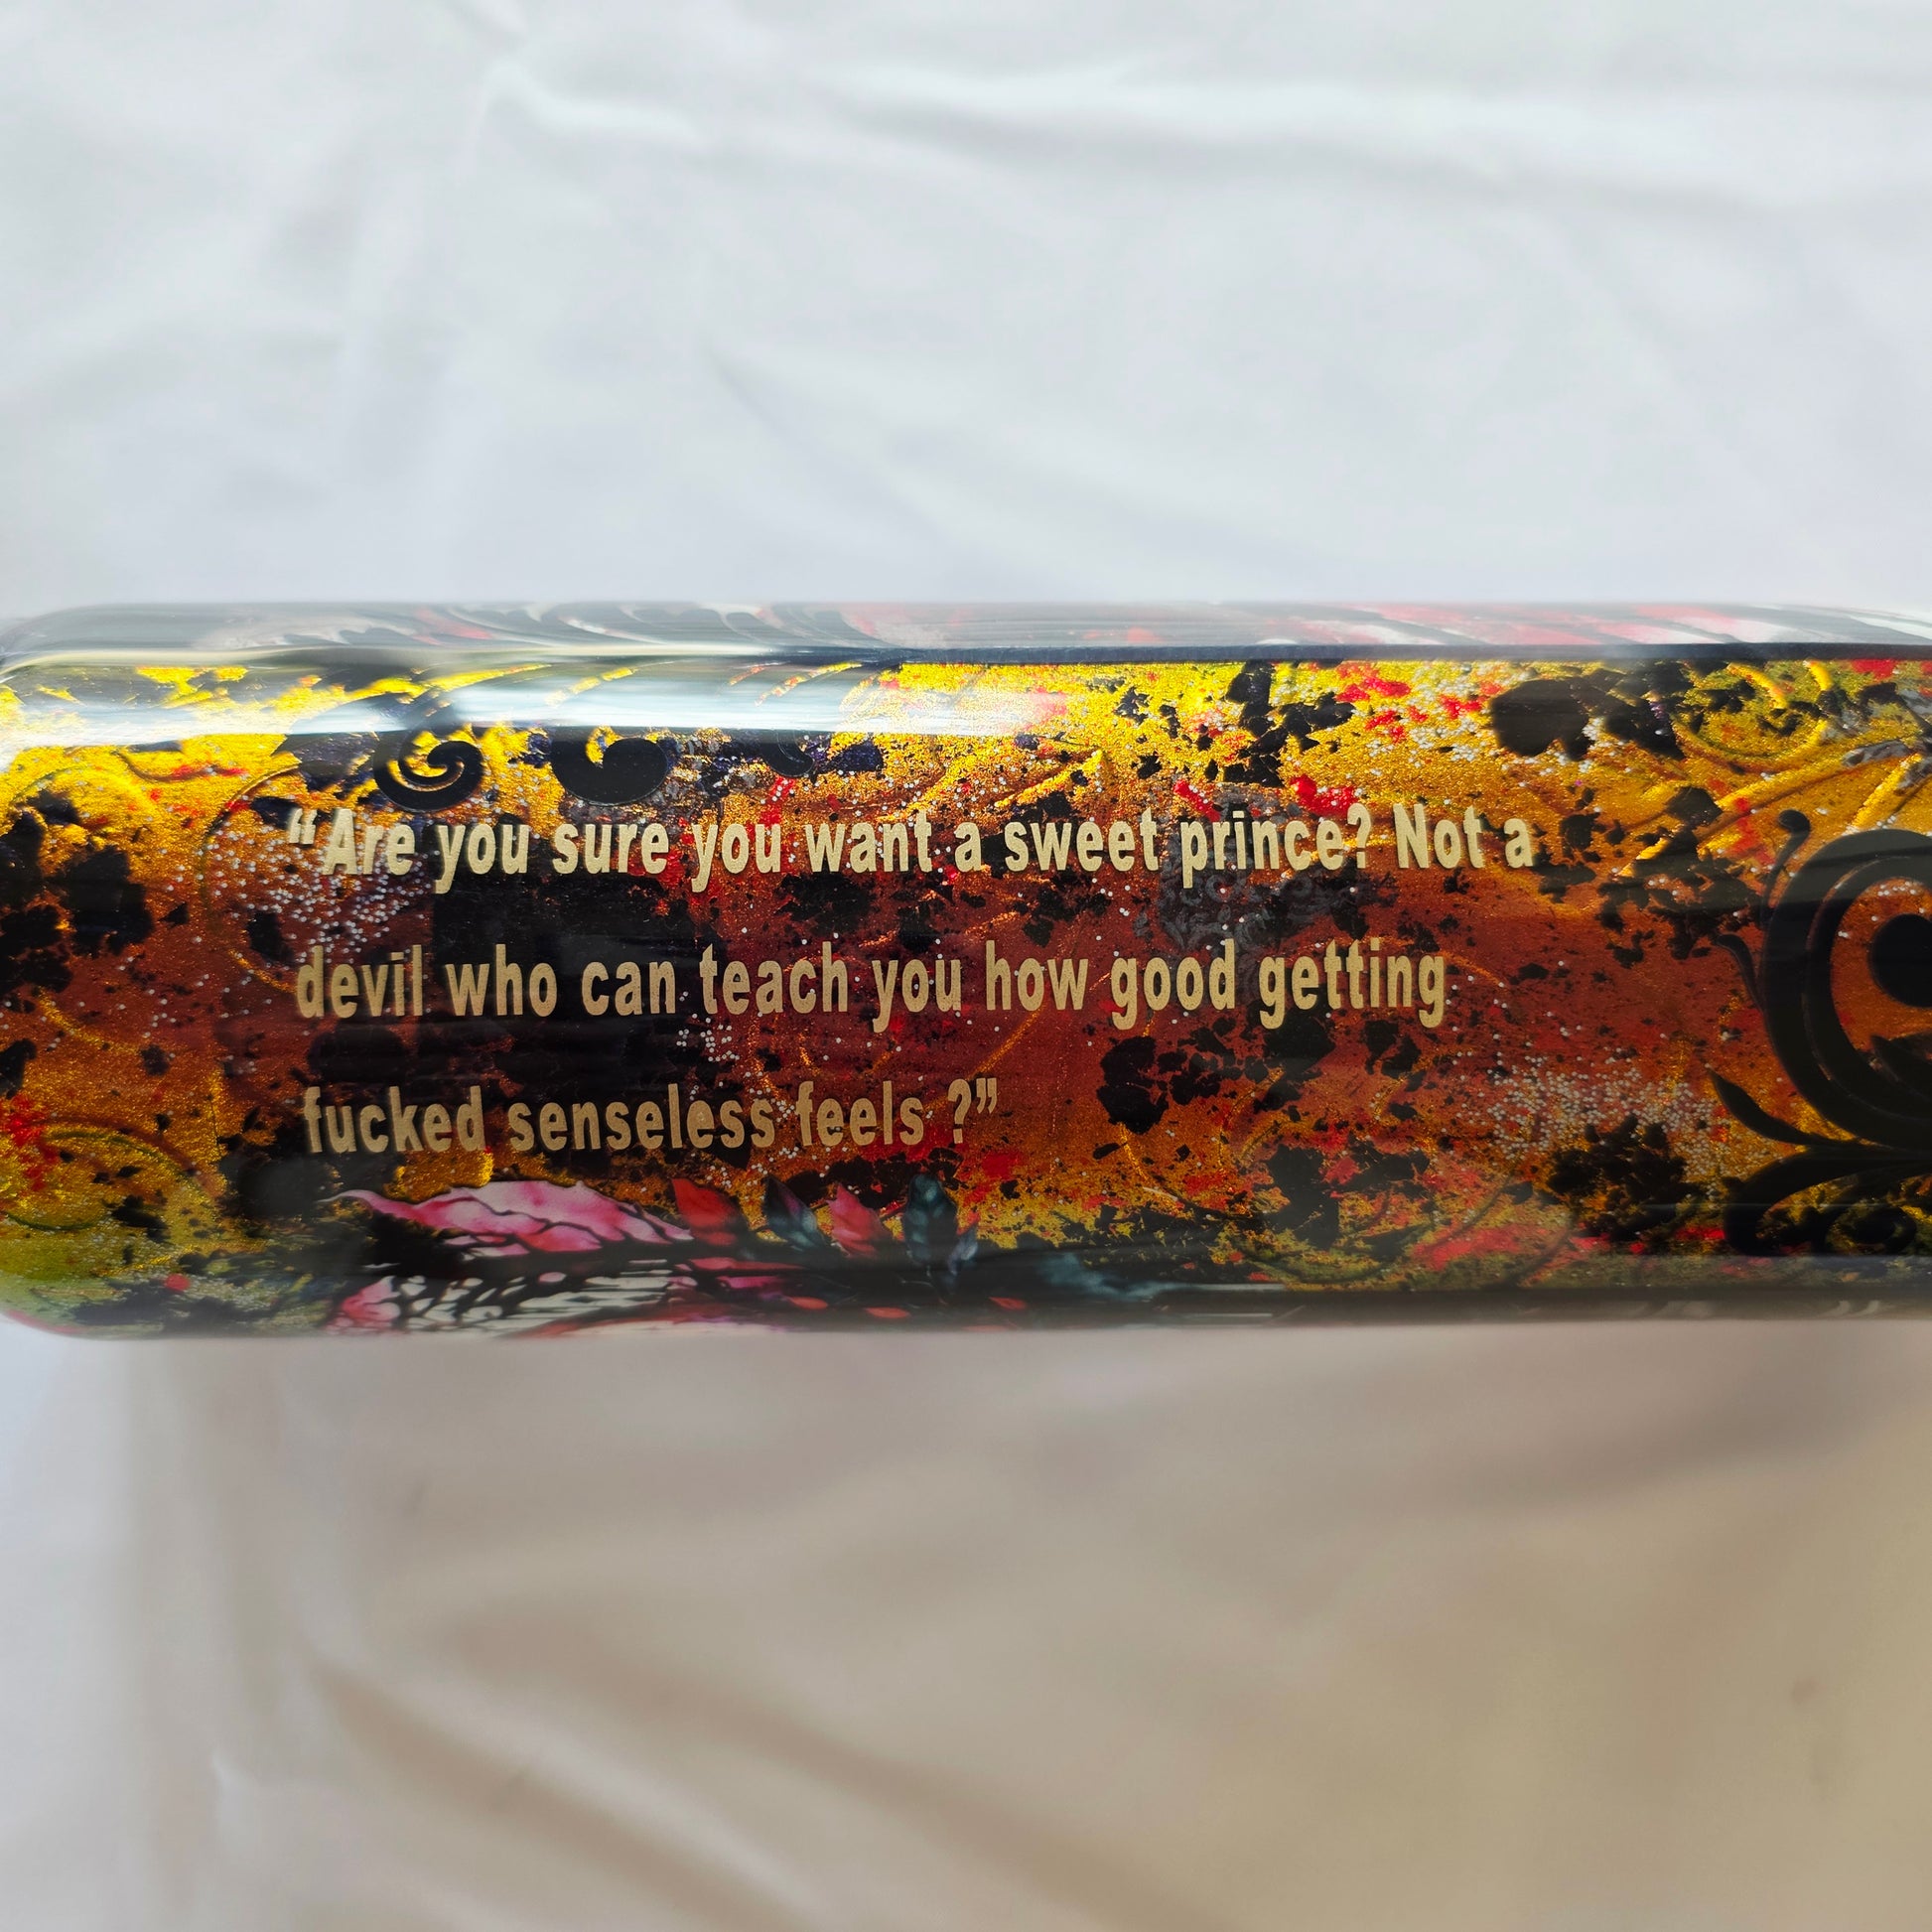 “Are you sure you want a sweet prince? Not a
devil who can teach you how good getting
fucked senseless feels ?”